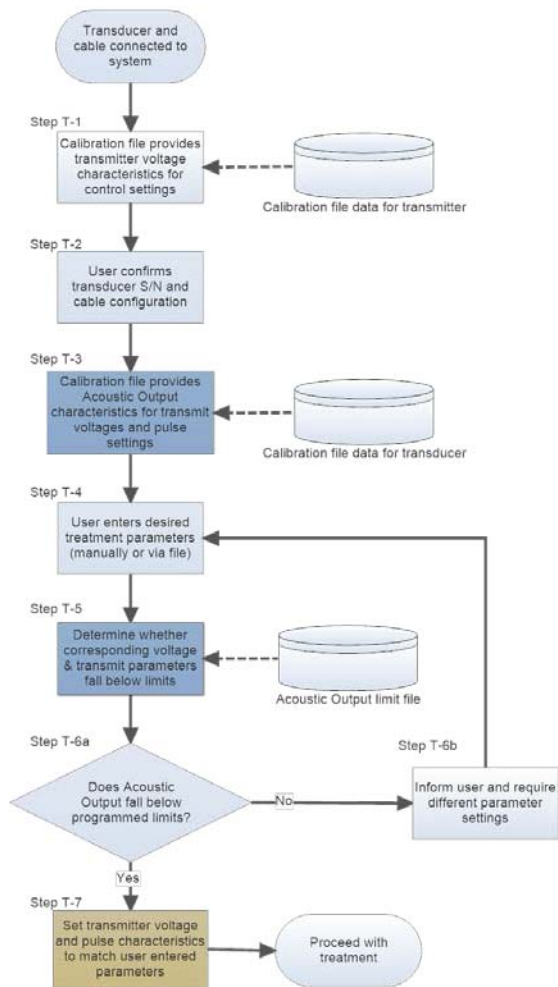 Transducer and
cable connected to
system
Step T-1
Calibration file provides
transmitter voltage
characteristics for
control settings
Calibration file data for transmitter
Step T-2
User confirms
transducer S/N and
cable configuration
Step T-3
Calibration file provides
Acoustic Output
characteristics for transmit
voltages and pulse
settings
Calibration file data for transducer
Step T-4
User enters desired
treatment parameters
(manually or via file)
Step T-5
Determine whether
corresponding voltage
& transmit parameters
fall below limits
Acoustic Output limit file
Step T-6a
Does Acoustic
Output fall below
programmed limits?
No
Step T-6b
Inform user and require
different parameter
settings
Yes
Step T-7
Set transmitter voltage
and pulse characteristics
to match user entered
parameters
Proceed with
treatment